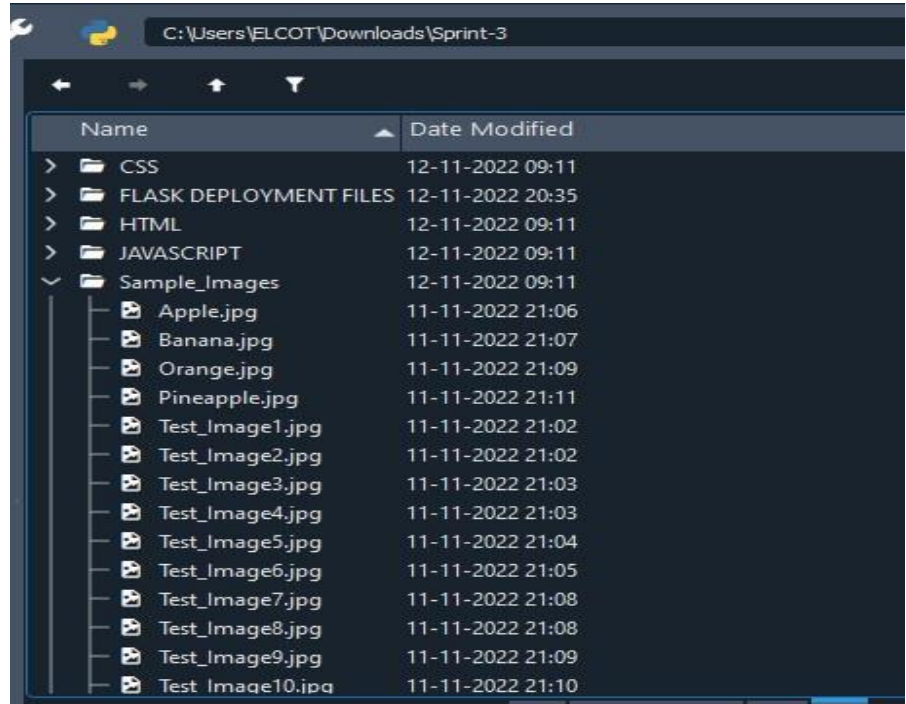 C:\Users\ELCOT\Downloads\Sprint-3
Name Date Modified
CSS 12-11-2022 09:11
FLASK DEPLOYMENT FILES 12-11-2022 20:35
HTML 12-11-2022 09:11
JAVASCRIPT 12-11-2022 09:11
Sample_Images 12-11-2022 09:11
Apple.jpg 11-11-2022 21:06
Banana.jpg 11-11-2022 21:07
Orange.jpg 11-11-2022 21:09
Pineapple.jpg 11-11-2022 21:11
Test_Image1.jpg 11-11-2022 21:02
Test_Image2.jpg 11-11-2022 21:02
Test_Image3.jpg 11-11-2022 21:03
Test_Image4.jpg 11-11-2022 21:03
Test_Image5.jpg 11-11-2022 21:04
Test_Image6.jpg 11-11-2022 21:05
Test_Image7.jpg 11-11-2022 21:08
Test_Image8.jpg 11-11-2022 21:08
Test_Image9.jpg 11-11-2022 21:09
Test_Image10.jpg 11-11-2022 21:10